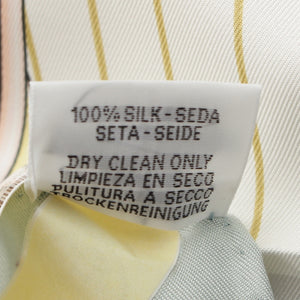 100% SILK-SEDA
SETA-SEIDE
DRY CLEAN ONLY
LIMPIEZA EN SECO
PULITURA A SECCO
TROCKENREINIGUNG